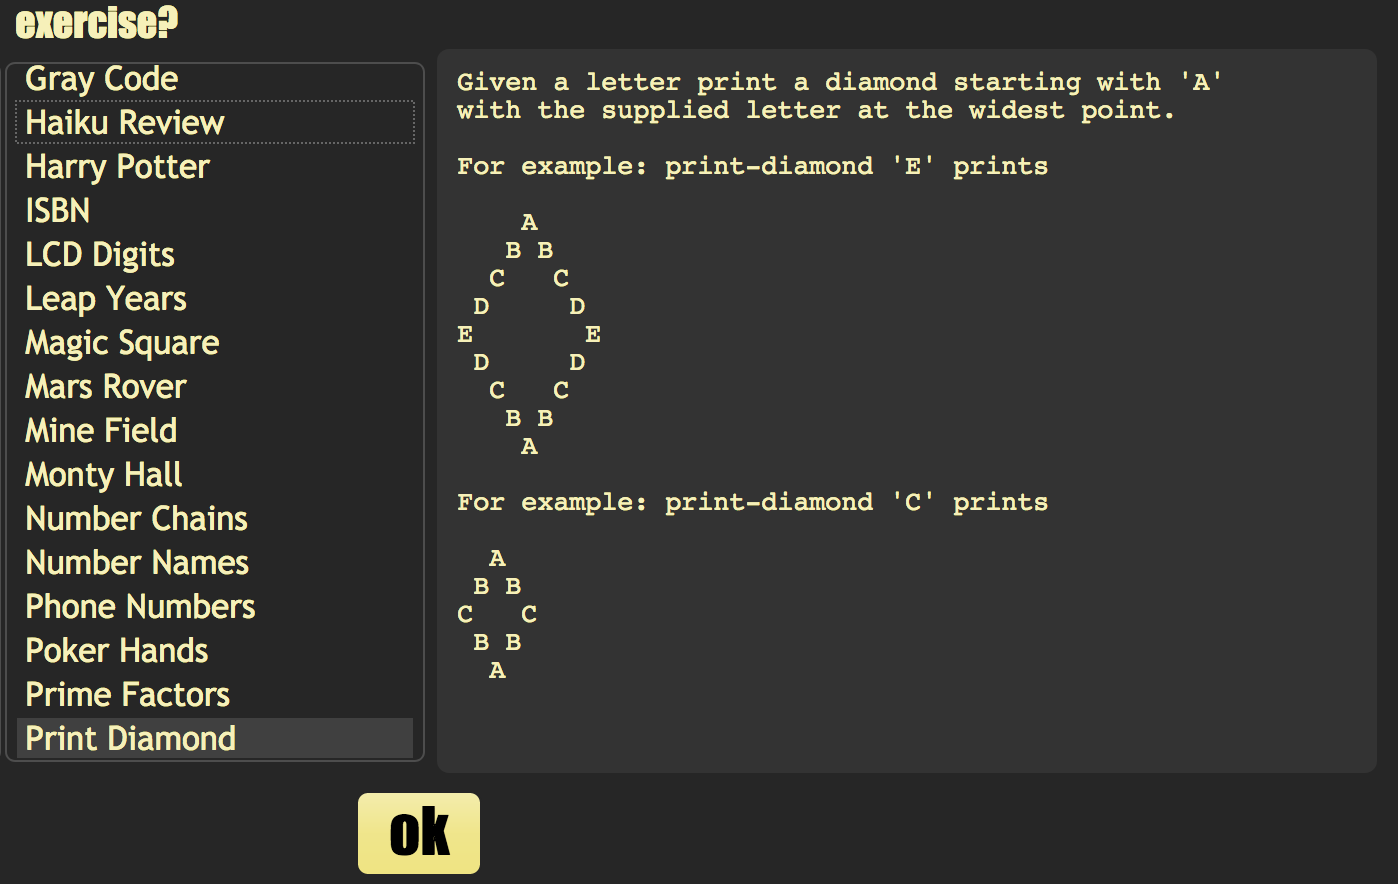 exercise?
Gray Code
Haiku Review
Harry Potter
ISBN
LCD Digits
Leap Years
Magic Square
Mars Rover
Mine Field
Monty Hall
Number Chains
Number Names
Phone Numbers
Poker Hands
Prime Factors
Print Diamond
Given a letter print a diamond starting with 'A'
with the supplied letter at the widest point.
For example: print-diamond 'E' prints
    A
   B B
  C   C
 D     D
E       E
 D     D
  C   C
   B B
    A
For example: print-diamond 'C' prints
  A
 B B
C   C
 B B
  A
ok